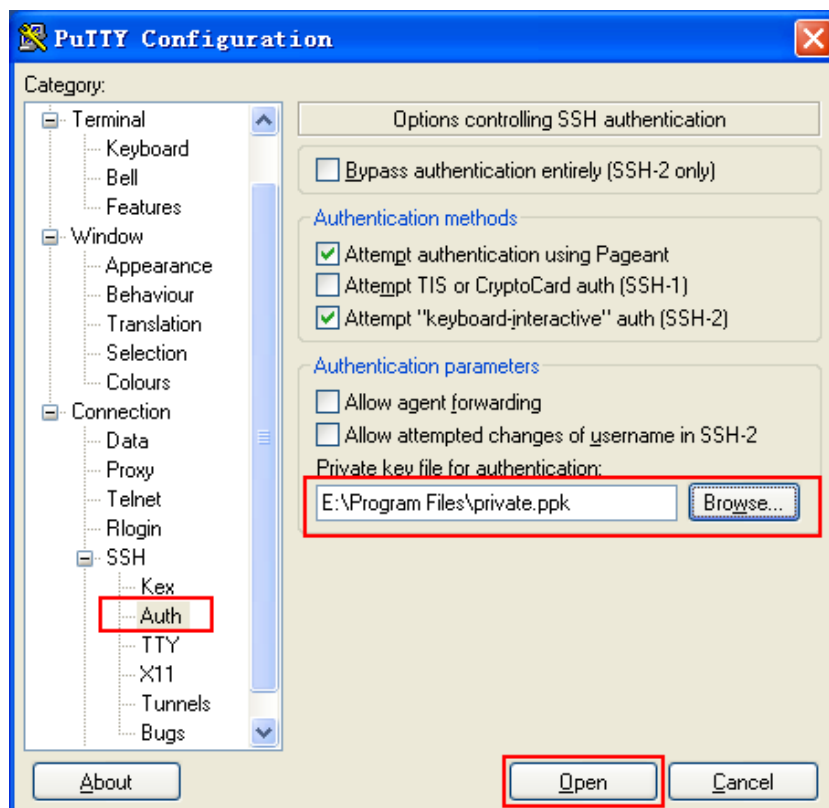 PuTTY Configuration
Category:
Terminal
Keyboard
Bell
Features
Window
Appearance
Behaviour
Translation
Selection
Colours
Connection
Data
Proxy
Telnet
Rlogin
SSH
Kex
Auth
TTY
X11
Tunnels
Bugs
Options controlling SSH authentication
Bypass authentication entirely (SSH-2 only)
Authentication methods
Attempt authentication using Pageant
Attempt TIS or CryptoCard auth (SSH-1)
Attempt "keyboard-interactive" auth (SSH-2)
Authentication parameters
Allow agent forwarding
Allow attempted changes of username in SSH-2
Private key file for authentication:
E:\Program Files\private.ppk
Browse...
About
Open
Cancel